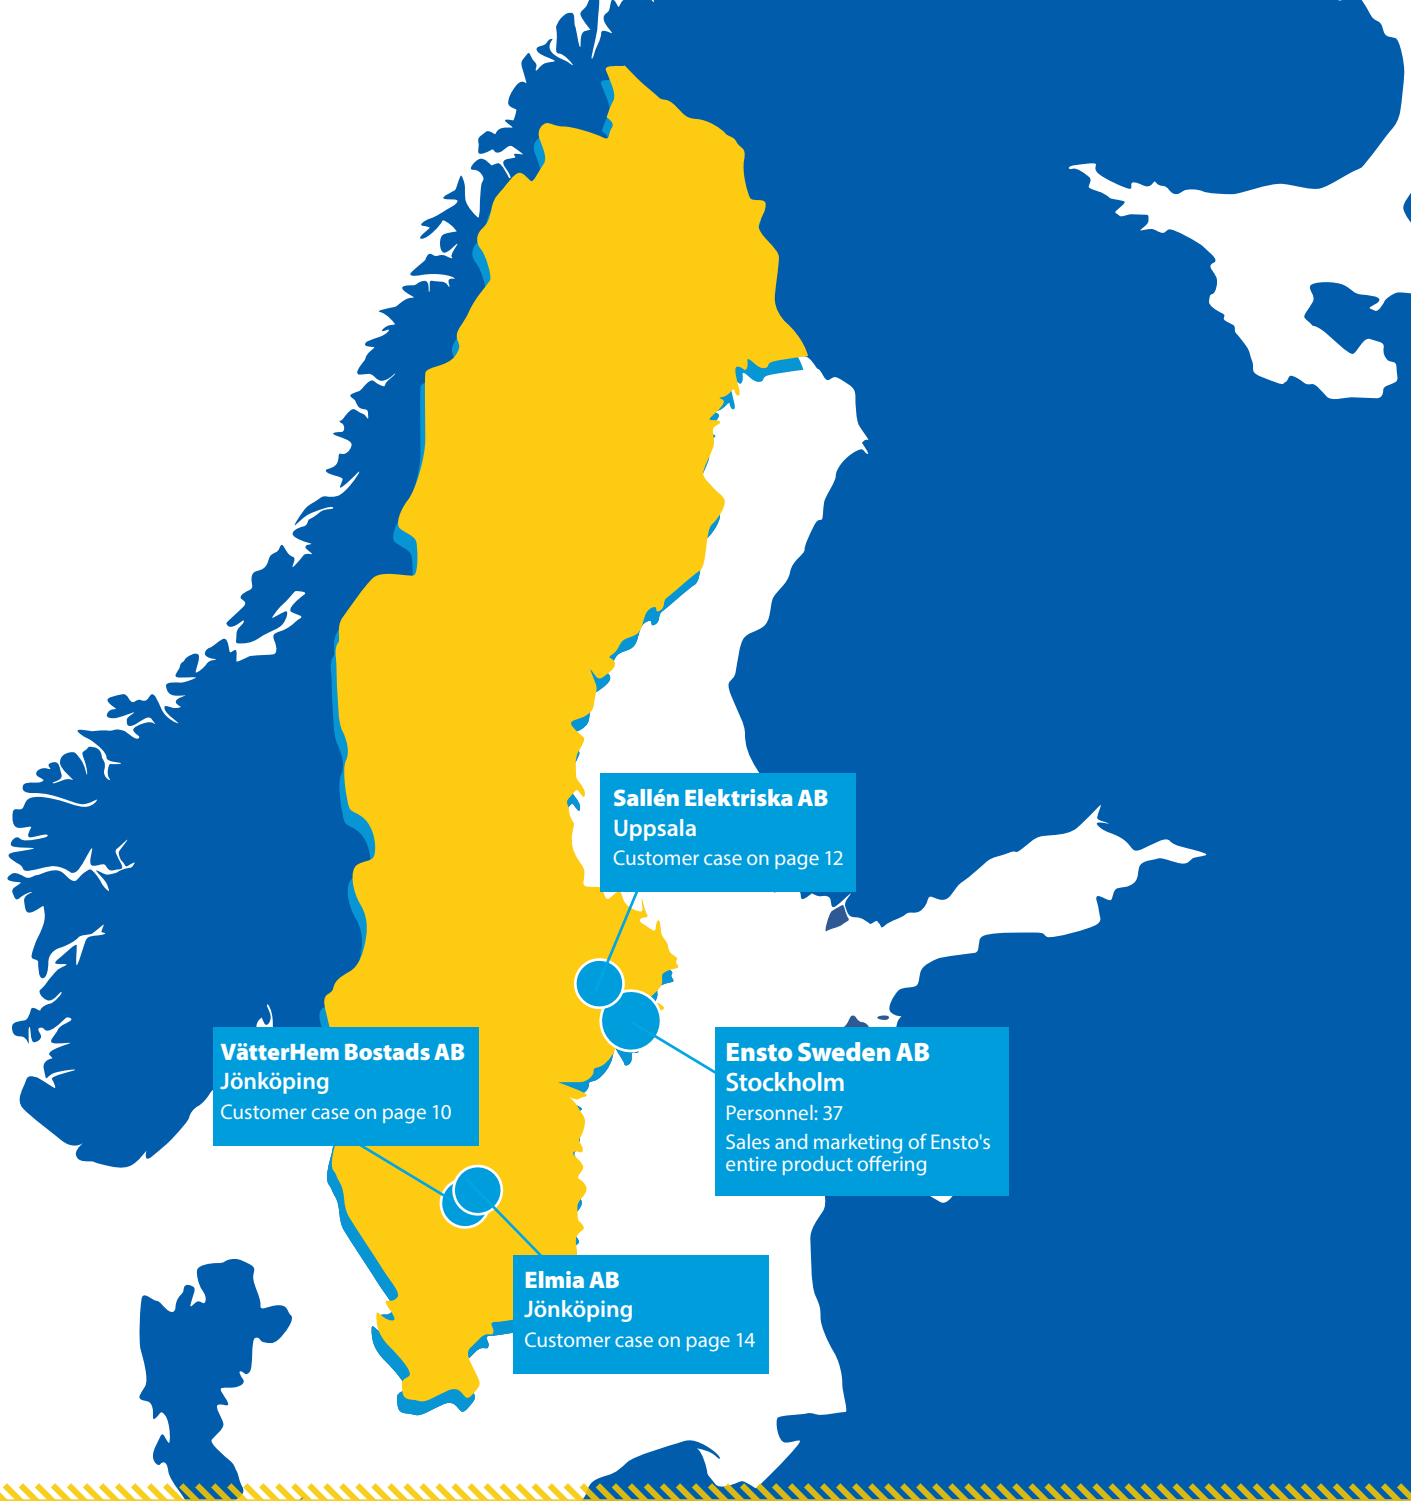 Sallén Elektriska AB
Uppsala
Customer case on page 12
VätterHem Bostads AB
Jönköping
Customer case on page 10
Ensto Sweden AB
Stockholm
Personnel: 37
Sales and marketing of Ensto's
entire product offering
Elmia AB
Jönköping
Customer case on page 14